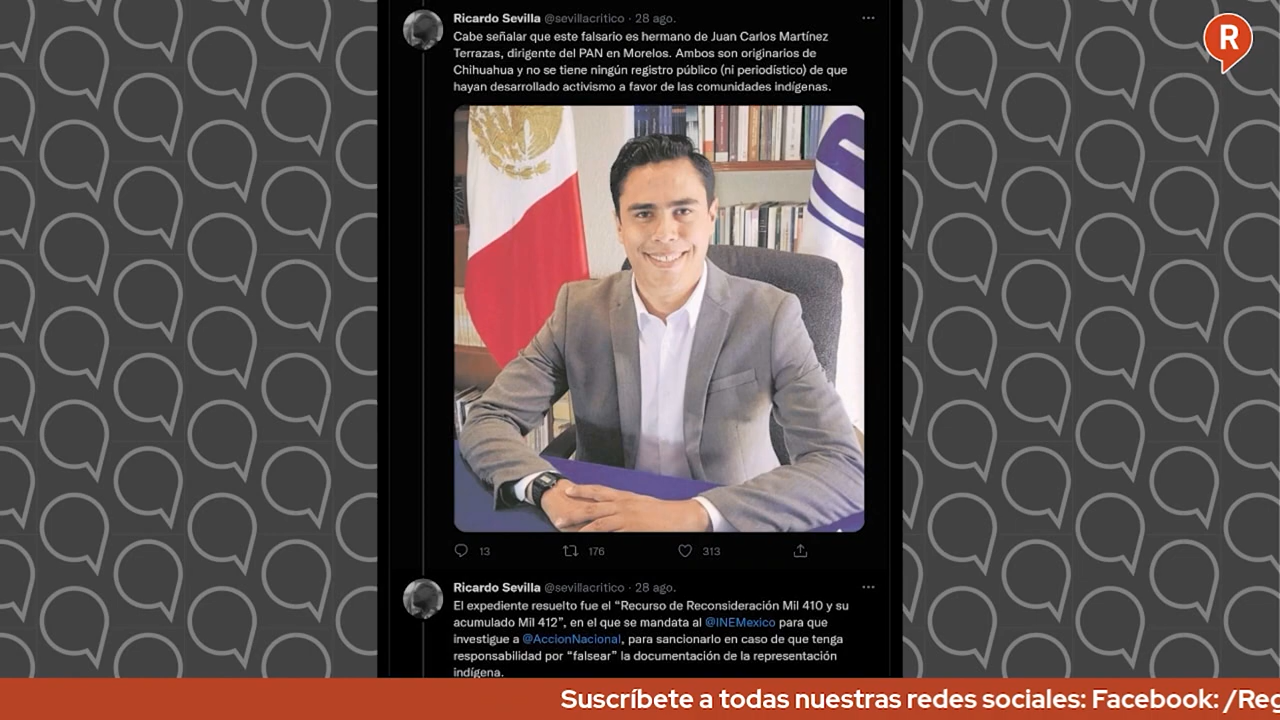 Ricardo Sevilla @sevillacritico · 28 ago.
Cabe señalar que este falsario es hermano de Juan Carlos Martínez
Terrazas, dirigente del PAN en Morelos. Ambos son originarios de
Chihuahua y no se tiene ningún registro público (ni periodístico) de que
hayan desarrollado activismo a favor de las comunidades indígenas.
R
13 176 313
Ricardo Sevilla @sevillacritico · 28 ago.
El expediente resuelto fue el “Recurso de Reconsideración Mil 410 y su
acumulado Mil 412”, en el que se mandata al @INEMexico para que
investigue a @AccionNacional, para sancionarlo en caso de que tenga
responsabilidad por “falsear” la documentación de la representación
indígena.
Suscríbete a todas nuestras redes sociales: Facebook: /Reg